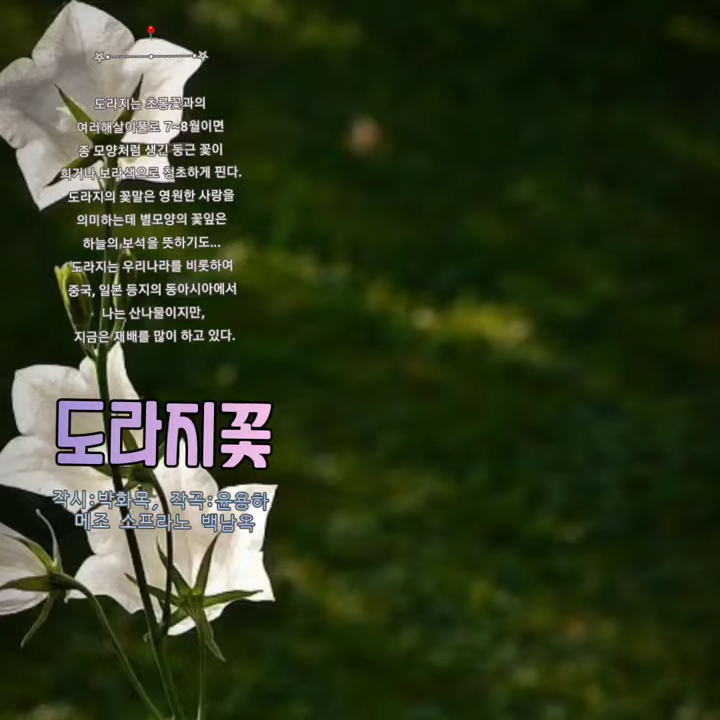 도라지는 초롱꽃과의
여러해살이풀로 7~8월이면
종 모양처럼 생긴 둥근 꽃이
희거나 보라색으로 청초하게 핀다.
도라지의 꽃말은 영원한 사랑을
의미하는데 별모양의 꽃잎은
하늘의 보석을 뜻하기도...
도라지는 우리나라를 비롯하여
중국, 일본 등지의 동아시아에서
나는 산나물이지만,
지금은 재배를 많이 하고 있다.
도라지꽃
작시:박화목, 작곡:윤용하
메조 소프라노 백남옥